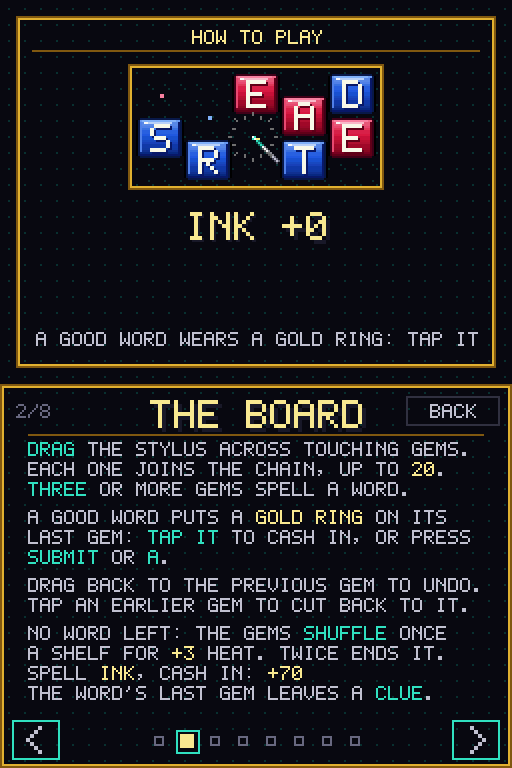 HOW TO PLAY
E A D
S R T E
INK +0
A GOOD WORD WEARS A GOLD RING: TAP IT
2/8 THE BOARD BACK
DRAG THE STYLUS ACROSS TOUCHING GEMS.
EACH ONE JOINS THE CHAIN, UP TO 20.
THREE OR MORE GEMS SPELL A WORD.
A GOOD WORD PUTS A GOLD RING ON ITS
LAST GEM: TAP IT TO CASH IN, OR PRESS
SUBMIT OR A.
DRAG BACK TO THE PREVIOUS GEM TO UNDO.
TAP AN EARLIER GEM TO CUT BACK TO IT.
NO WORD LEFT: THE GEMS SHUFFLE ONCE
A SHELF FOR +3 HEAT. TWICE ENDS IT.
SPELL INK, CASH IN: +70
THE WORD'S LAST GEM LEAVES A CLUE.